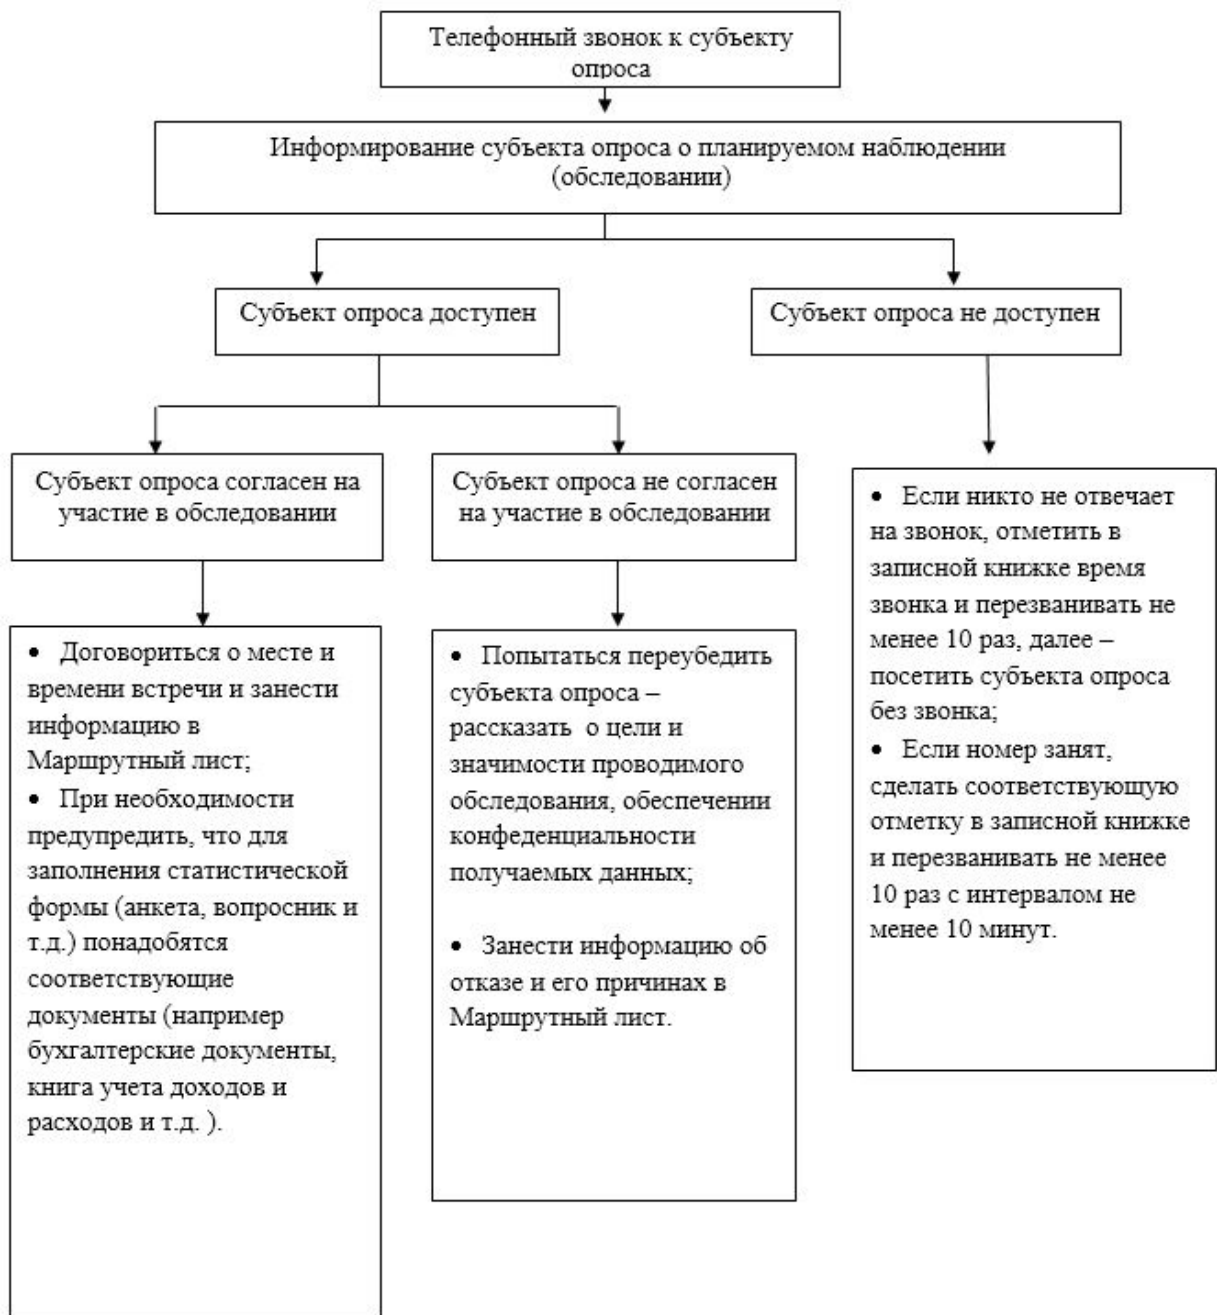 Телефонный звонок к субъекту
опроса
Информирование субъекта опроса о планируемом наблюдении
(обследовании)
Субъект опроса доступен
Субъект опроса не доступен
Субъект опроса согласен на
участие в обследовании
Субъект опроса не согласен
на участие в обследовании
• Договориться о месте и
времени встречи и занести
информацию в
Маршрутный лист;
• При необходимости
предупредить, что для
заполнения статистической
формы (анкета, вопросник и
т.д.) понадобятся
соответствующие
документы (например
бухгалтерские документы,
книга учета доходов и
расходов и т.д. ).
• Попытаться переубедить
субъекта опроса –
рассказать о цели и
значимости проводимого
обследования, обеспечении
конфеденциальности
получаемых данных;
• Занести информацию об
отказе и его причинах в
Маршрутный лист.
• Если никто не отвечает
на звонок, отметить в
записной книжке время
звонка и перезванивать не
менее 10 раз, далее –
посетить субъекта опроса
без звонка;
• Если номер занят,
сделать соответствующую
отметку в записной книжке
и перезванивать не менее
10 раз с интервалом не
менее 10 минут.